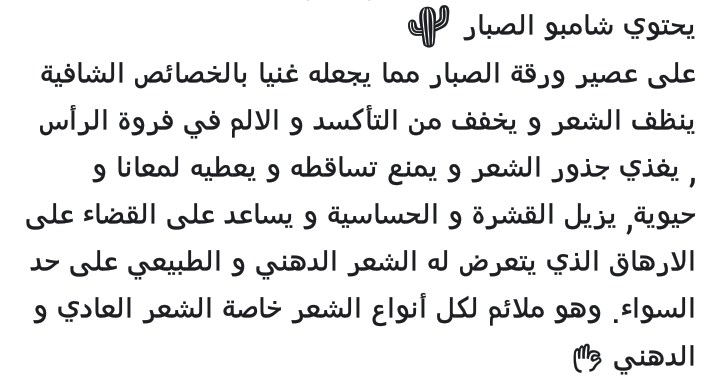 يحتوي شامبو الصبار 🌵
على عصير ورقة الصبار مما يجعله غنيا بالخصائص الشافية
ينظف الشعر و يخفف من التأكسد و الالم في فروة الرأس
, يغذي جذور الشعر و يمنع تساقطه و يعطيه لمعانا و
حيوية, يزيل القشرة و الحساسية و يساعد على القضاء على
الارهاق الذي يتعرض له الشعر الدهني و الطبيعي على حد
السواء. وهو ملائم لكل أنواع الشعر خاصة الشعر العادي و
الدهني 👌